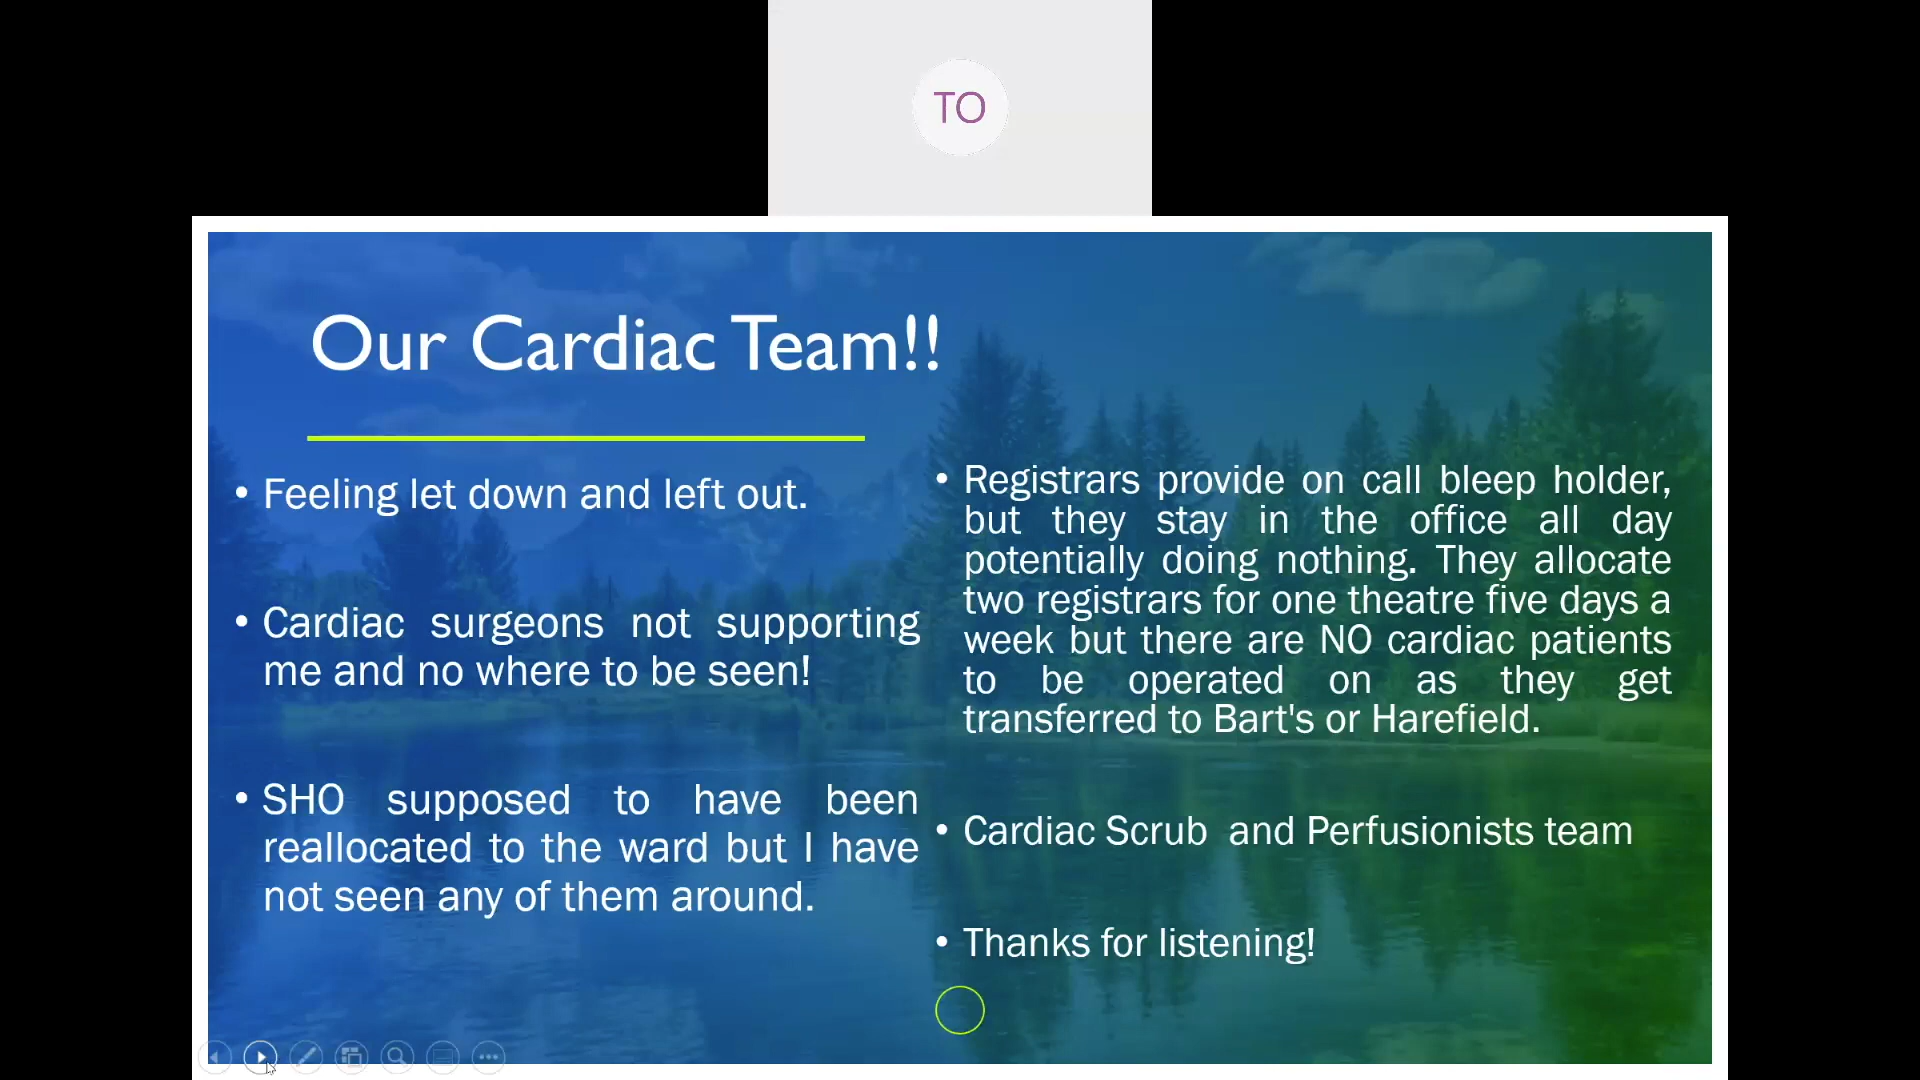 TO
Our Cardiac Team!!
• Feeling let down and left out.
• Cardiac surgeons not supporting
me and no where to be seen!
• SHO supposed to have been
reallocated to the ward but I have
not seen any of them around.
• Registrars provide on call bleep holder,
but they stay in the office all day
potentially doing nothing. They allocate
two registrars for one theatre five days a
week but there are NO cardiac patients
to be operated on as they get
transferred to Bart's or Harefield.
• Cardiac Scrub  and Perfusionists team
• Thanks for listening!